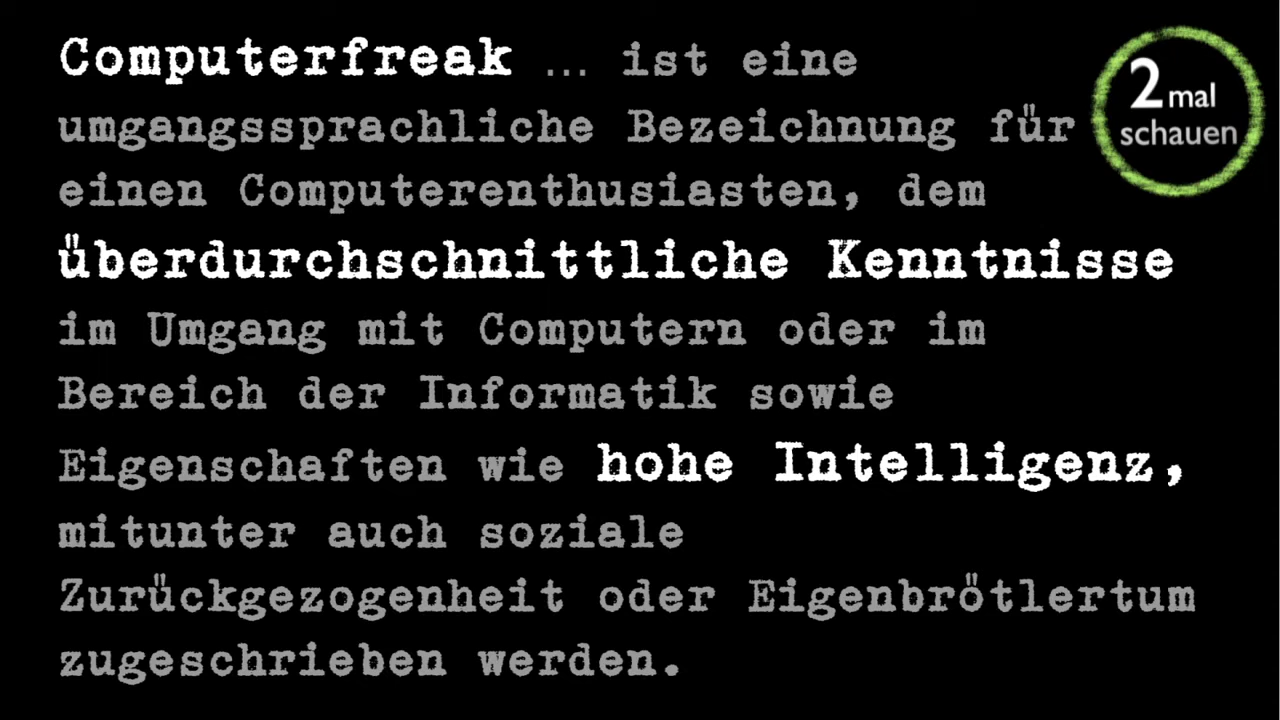 Computerfreak ... ist eine
umgangssprachliche Bezeichnung für
einen Computerenthusiasten, dem
überdurchschnittliche Kenntnisse
im Umgang mit Computern oder im
Bereich der Informatik sowie
Eigenschaften wie hohe Intelligenz,
mitunter auch soziale
Zurückgezogenheit oder Eigenbrötlertum
zugeschrieben werden.
2 mal
schauen